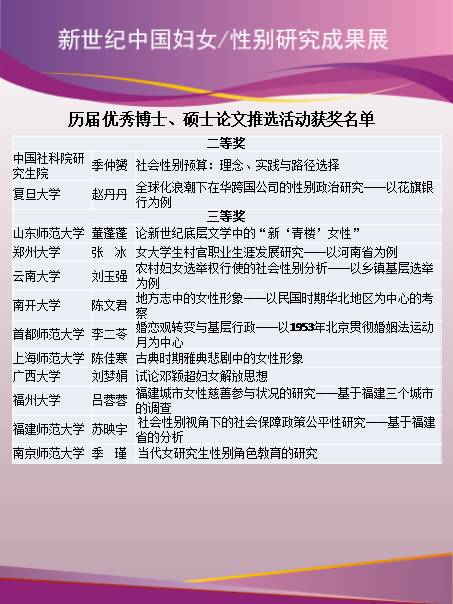 新世纪中国妇女/性别研究成果展
历届优秀博士、硕士论文推选活动获奖名单
二等奖
中国社科院研究生院 季仲赟 社会性别预算：理念、实践与路径选择
复旦大学 赵丹丹 全球化浪潮下在华跨国公司的性别政治研究——以花旗银行为例
三等奖
山东师范大学 董蓬蓬 论新世纪底层文学中的“新‘青楼’女性”
郑州大学 张 冰 女大学生村官职业生涯发展研究——以河南省为例
云南大学 刘玉强 农村妇女选举权行使的社会性别分析——以乡镇基层选举为例
南开大学 陈文君 地方志中的女性形象——以民国时期华北地区为中心的考察
首都师范大学 李二苓 婚恋观转变与基层行政——以1953年北京贯彻婚姻法运动月为中心
上海师范大学 陈佳寒 古典时期雅典悲剧中的女性形象
广西大学 刘梦娟 试论邓颖超妇女解放思想
福州大学 吕蓉蓉 福建城市女性慈善参与状况的研究——基于福建三个城市的调查
福建师范大学 苏映宇 社会性别视角下的社会保障政策公平性研究——基于福建省的分析
南京师范大学 季 瑾 当代女研究生性别角色教育的研究